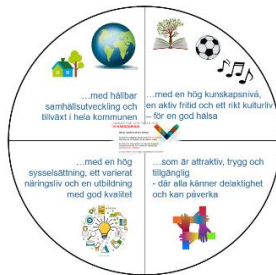 …med hållbar
samhällsutveckling och
tillväxt i hela kommunen
…med en hög kunskapsnivå,
en aktiv fritid och ett rikt kulturliv
– för en god hälsa
…med en hög
sysselsättning, ett varierat
näringsliv och en utbildning
med god kvalitet
…som är attraktiv, trygg och
tillgänglig
- där alla känner delaktighet
och kan påverka